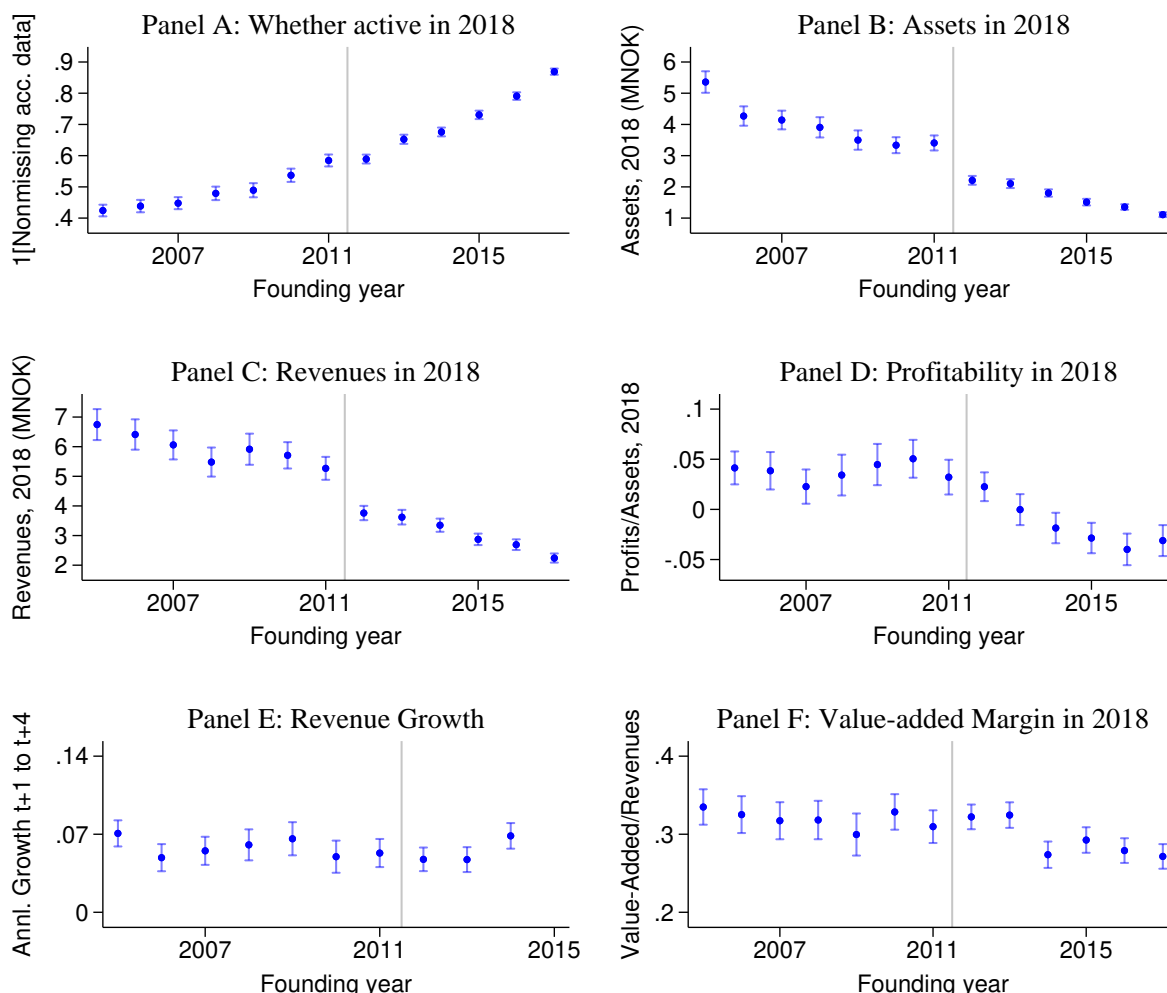 Panel A: Whether active in 2018
1[Nonmissing acc. data]
.9
.8
.7
.6
.5
.4
2007 2011 2015
Founding year
Panel B: Assets in 2018
Assets, 2018 (MNOK)
6
5
4
3
2
1
2007 2011 2015
Founding year
Panel C: Revenues in 2018
Revenues, 2018 (MNOK)
7
6
5
4
3
2
2007 2011 2015
Founding year
Panel D: Profitability in 2018
Profits/Assets, 2018
.1
.05
0
-.05
2007 2011 2015
Founding year
Panel E: Revenue Growth
Annl. Growth t+1 to t+4
.14
.07
0
2007 2011 2015
Founding year
Panel F: Value-added Margin in 2018
Value-Added/Revenues
.4
.3
.2
2007 2011 2015
Founding year